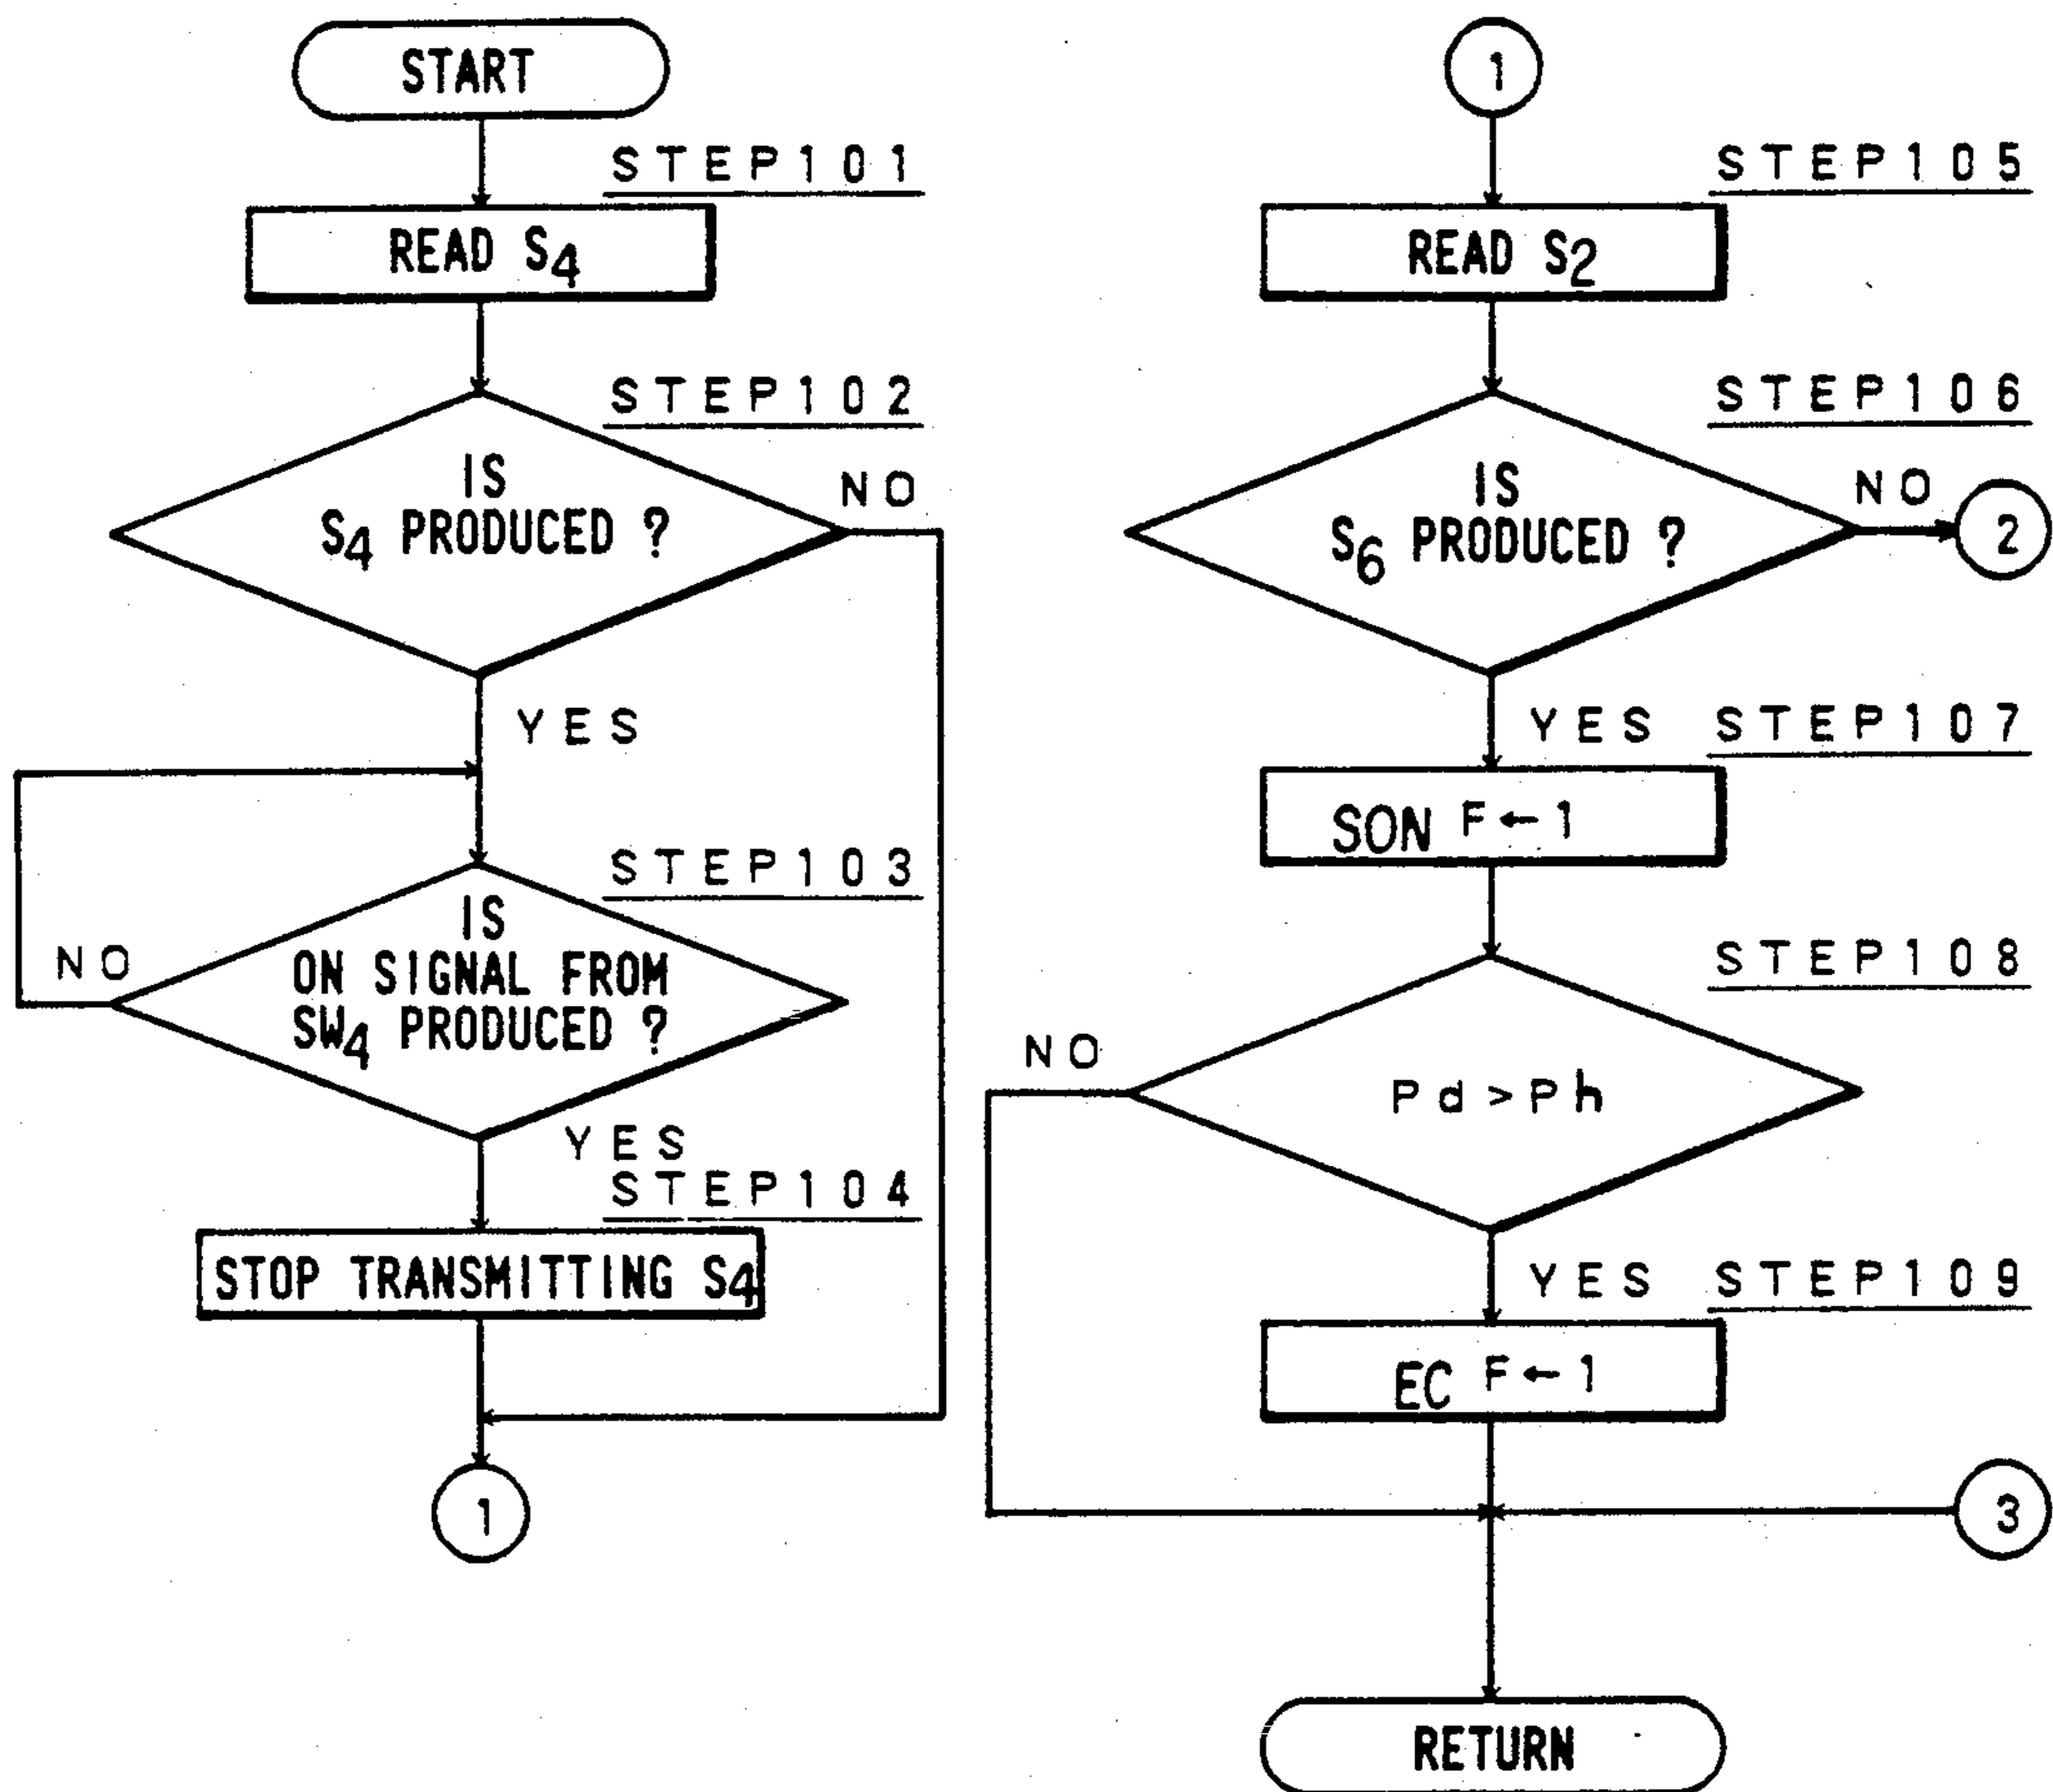 START
STEP101
READ S4
STEP102
IS
S4 PRODUCED ?
NO
YES
STEP103
IS
ON SIGNAL FROM
SW4 PRODUCED ?
NO
YES
STEP104
STOP TRANSMITTING S4
1
1
STEP105
READ S2
STEP106
IS
S6 PRODUCED ?
NO
2
YES
STEP107
SON F←1
STEP108
Pd>Ph
NO
YES
STEP109
EC F←1
3
RETURN